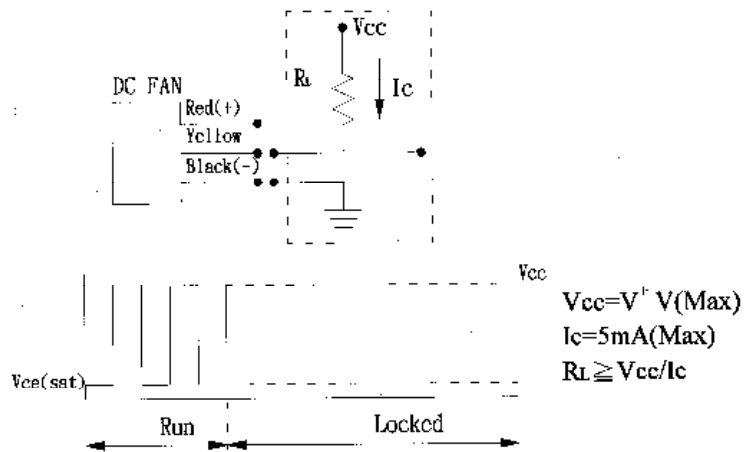 Vcc
RL
Ic
DC FAN
Red(+)
Yellow
Black(-)
Vcc
Vcc=V+ V(Max)
Ic=5mA(Max)
RL≧Vcc/Ic
Vce(sat)
Run
Locked